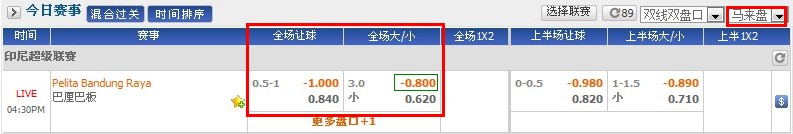 今日赛事 混合过关 时间排序 选择联赛 89 双线双盘口 马来盘
时间 赛事 全场让球 全场大/小 全场1X2 上半场让球 上半场大/小 上半1X2
印尼超级联赛
LIVE Pelita Bandung Raya 0.5-1 -1.000 3.0 -0.800 0-0.5 -0.980 1-1.5 -0.890
04:30PM 巴厘巴板 0.840 小 0.620 0.820 小 0.710 $
更多盘口+1